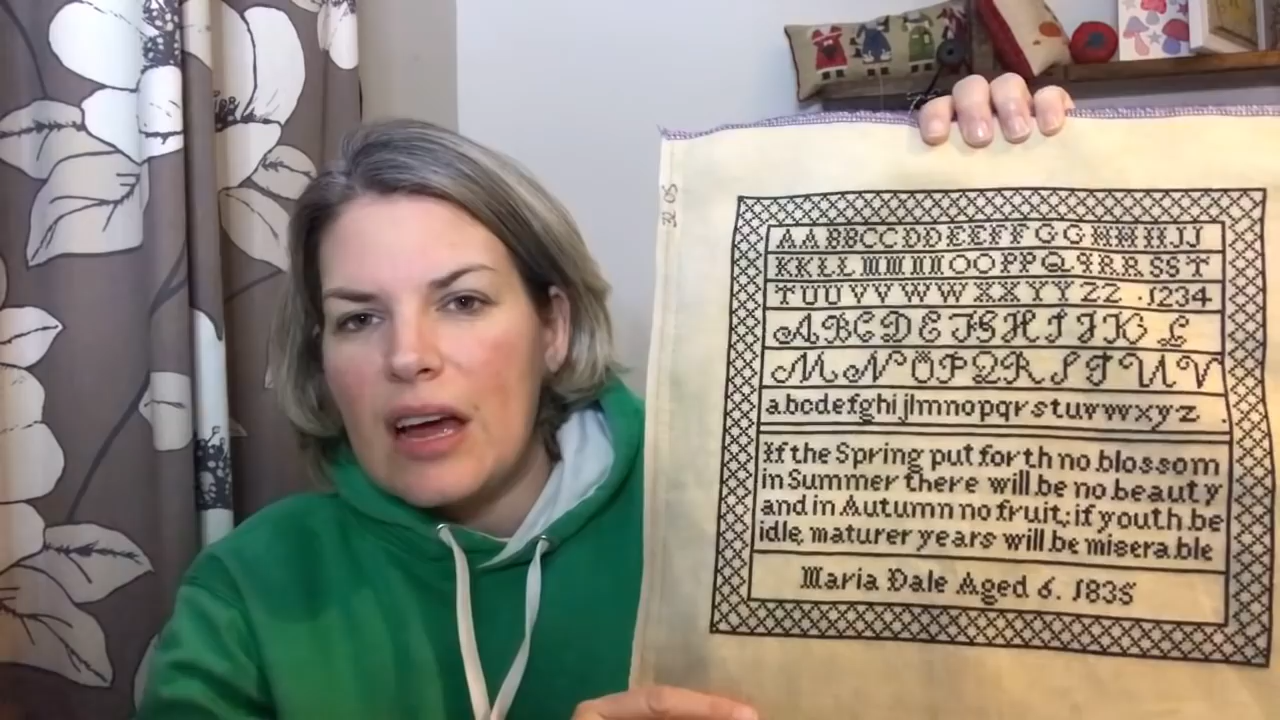 AABBCCDDEEFFGGHHIIJJ
KKLLMMNNOOPPQQRRSST
TUUVVWWXXYYZZ .1234
ABCDEFGHIJKL
MNOPQRSTUV
abcdefghijlmnopqrstuvwxyz.
If the Spring put forth no blossom
in Summer there will be no beauty
and in Autumn no fruit; if youth be
idle, maturer years will be miserable
Maria Dale Aged 6. 1835